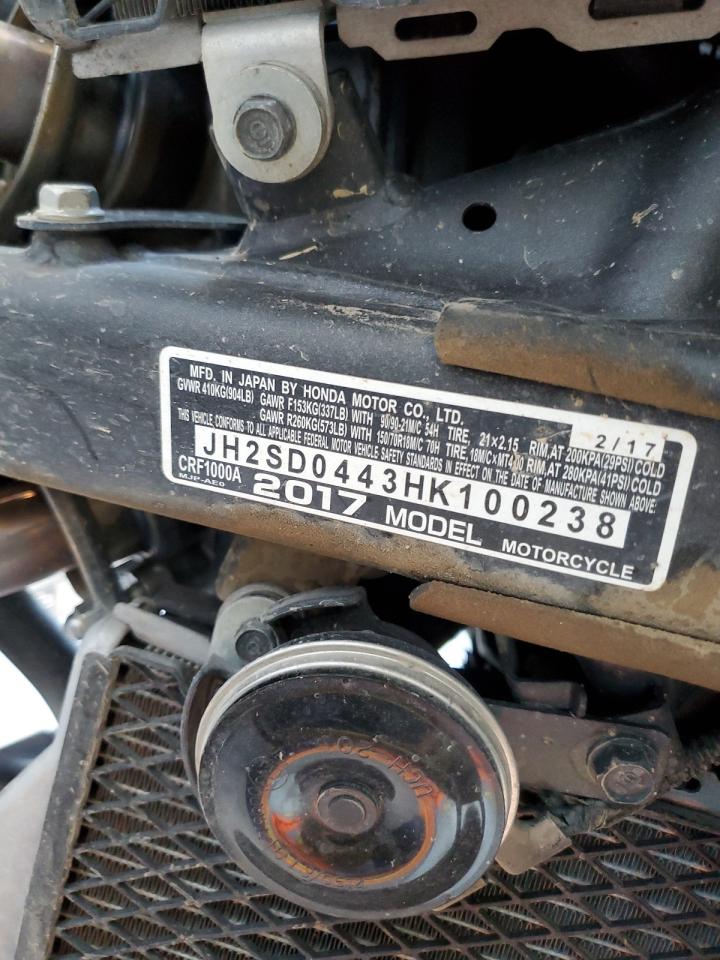 MFD. IN JAPAN BY HONDA MOTOR CO., LTD. 2/17
GVWR 410KG(904LB) GAWR F153KG(337LB) WITH 90/90-21M/C 54H TIRE, 21×2.15 RIM, AT 200KPA(29PSI)COLD
GAWR R260KG(573LB) WITH 150/70R18M/C 70H TIRE, 18M/C×MT4.00 RIM, AT 280KPA(41PSI)COLD
THIS VEHICLE CONFORMS TO ALL APPLICABLE FEDERAL MOTOR VEHICLE SAFETY STANDARDS IN EFFECT ON THE DATE OF MANUFACTURE SHOWN ABOVE.
JH2SD0443HK100238
CRF1000A
MJP-AE0
2017 MODEL MOTORCYCLE